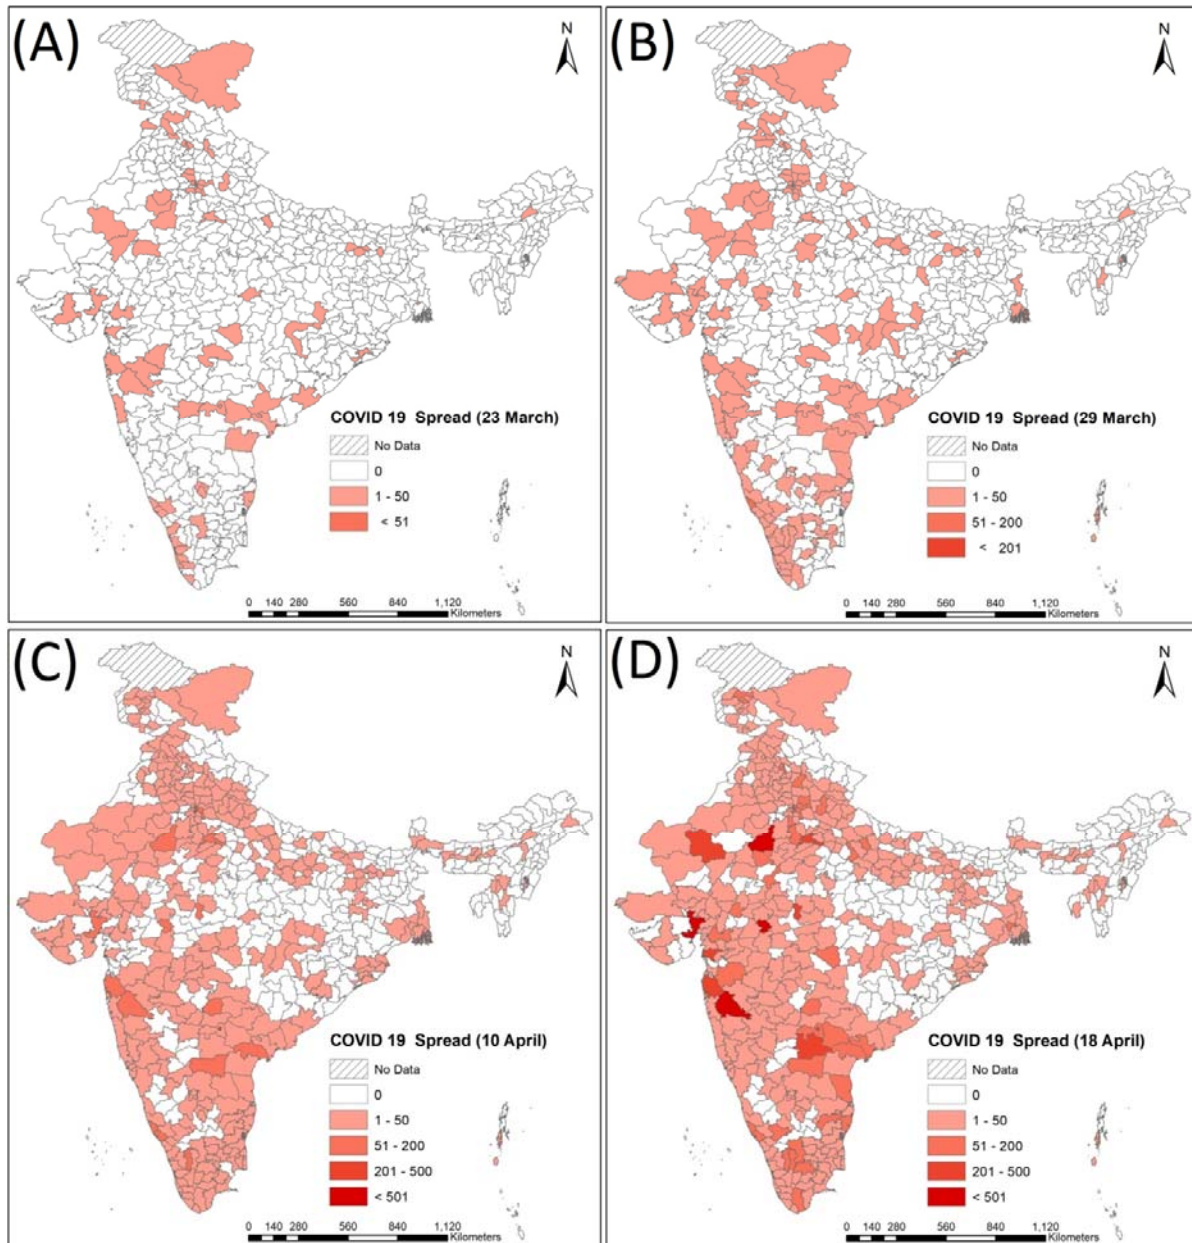 (A)
N
COVID 19 Spread (23 March)
No Data
0
1 - 50
< 51
0 140 280 560 840 1,120
Kilometers
(B)
N
COVID 19 Spread (29 March)
No Data
0
1 - 50
51 - 200
< 201
0 140 280 560 840 1,120
Kilometers
(C)
N
COVID 19 Spread (10 April)
No Data
0
1 - 50
51 - 200
201 - 500
< 501
0 140 280 560 840 1,120
Kilometers
(D)
N
COVID 19 Spread (18 April)
No Data
0
1 - 50
51 - 200
201 - 500
< 501
0 140 280 560 840 1,120
Kilometers